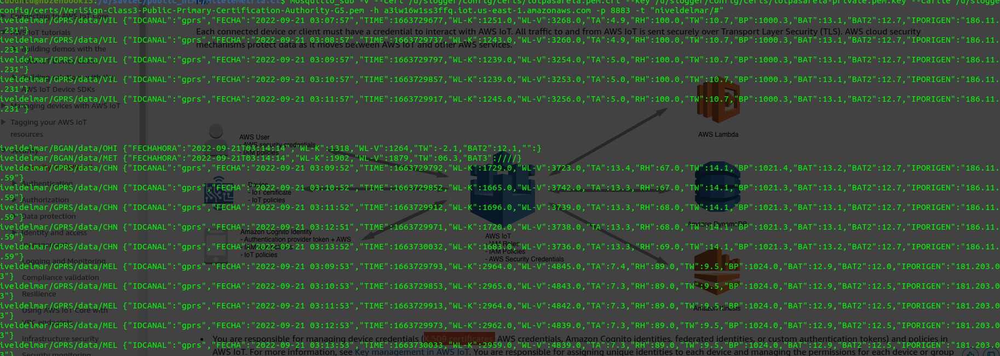 ubuntu@nbzenbook13:/d/savtec/public_html $ mosquitto_sub -v --cert /d/slogger/config/certs/iotpasarela.pem.crt --key /d/slogger/config/certs/iotpasarela-private.pem.key --cafile /d/slogge
config/certs/VeriSign-Class3-Public-Primary-Certification-Authority-G5.pem -h a3iw16w1ss3ffq.iot.us-east-1.amazonaws.com -p 8883 -t "niveldelmar/#"
Connecting to AWS IoT Core
iveldelmar/GPRS/data/VIL {"IDCANAL":"gprs","FECHA":"2022-09-21 03:07:57","TIME":1663729677,"WL-K":1251.0,"WL-V":3268.0,"TA":4.9,"RH":100.0,"TW":10.7,"BP":1000.3,"BAT":13.1,"BAT2":12.7,"IPORIGEN":"186.11.
.231"}
AWS IoT tutorials
Each connected device or client must have a credential to interact with AWS IoT. All traffic to and from AWS IoT is sent securely over Transport Layer Security (TLS). AWS cloud security
iveldelmar/GPRS/data/VIL {"IDCANAL":"gprs","FECHA":"2022-09-21 03:08:57","TIME":1663729737,"WL-K":1243.0,"WL-V":3260.0,"TA":4.9,"RH":100.0,"TW":10.7,"BP":1000.3,"BAT":13.1,"BAT2":12.7,"IPORIGEN":"186.11.
mechanisms protect data as it moves between AWS IoT and other AWS services.
.231"}
Building demos with the
iveldelmar/GPRS/data/VIL {"IDCANAL":"gprs","FECHA":"2022-09-21 03:09:57","TIME":1663729797,"WL-K":1239.0,"WL-V":3254.0,"TA":5.0,"RH":100.0,"TW":10.7,"BP":1000.3,"BAT":13.1,"BAT2":12.7,"IPORIGEN":"186.11.
.231"}
Building solutions with the
iveldelmar/GPRS/data/VIL {"IDCANAL":"gprs","FECHA":"2022-09-21 03:10:57","TIME":1663729857,"WL-K":1239.0,"WL-V":3253.0,"TA":5.0,"RH":100.0,"TW":10.7,"BP":1000.3,"BAT":13.1,"BAT2":12.7,"IPORIGEN":"186.11.
.231"}
AWS IoT Device SDKs
iveldelmar/GPRS/data/VIL {"IDCANAL":"gprs","FECHA":"2022-09-21 03:11:57","TIME":1663729917,"WL-K":1245.0,"WL-V":3256.0,"TA":5.0,"RH":100.0,"TW":10.7,"BP":1000.3,"BAT":13.1,"BAT2":12.7,"IPORIGEN":"186.11.
.231"}
Managing devices with AWS IoT
Tagging your AWS IoT
resources
AWS Lambda
AWS User
- AWS security credentials
- IAM policies
Security
iveldelmar/BGAN/data/OHI {"FECHAHORA":"2022-09-21T03:14:14","WL-K":1318,"WL-V":1264,"TW":-2.1,"BAT2":12.1,"":}
iveldelmar/BGAN/data/MET {"FECHAHORA":"2022-09-21T03:14:14","WL-K":1902,"WL-V":1879,"TW":06.3,"BAT3":////}
iveldelmar/GPRS/data/CHN {"IDCANAL":"gprs","FECHA":"2022-09-21 03:09:52","TIME":1663729792,"WL-K":1729.0,"WL-V":3723.0,"TA":13.4,"RH":67.0,"TW":14.1,"BP":1021.4,"BAT":13.2,"BAT2":12.7,"IPORIGEN":"186.11.
.59"}
Authentication
Device
- IoT certificate
- IoT policies
iveldelmar/GPRS/data/CHN {"IDCANAL":"gprs","FECHA":"2022-09-21 03:10:52","TIME":1663729852,"WL-K":1665.0,"WL-V":3742.0,"TA":13.3,"RH":67.0,"TW":14.1,"BP":1021.3,"BAT":13.1,"BAT2":12.7,"IPORIGEN":"186.11.
.59"}
Authorization
iveldelmar/GPRS/data/CHN {"IDCANAL":"gprs","FECHA":"2022-09-21 03:11:52","TIME":1663729912,"WL-K":1696.0,"WL-V":3739.0,"TA":13.3,"RH":68.0,"TW":14.1,"BP":1021.3,"BAT":13.1,"BAT2":12.7,"IPORIGEN":"186.11.
.59"}
Data protection
Amazon DynamoDB
iveldelmar/GPRS/data/CHN {"IDCANAL":"gprs","FECHA":"2022-09-21 03:12:51","TIME":1663729971,"WL-K":1720.0,"WL-V":3738.0,"TA":13.3,"RH":68.0,"TW":14.1,"BP":1021.3,"BAT":13.1,"BAT2":12.7,"IPORIGEN":"186.11.
.59"}
Identity and access
management
Amazon Cognito Identity
- Authentication provider token + AWS
- IoT policies
AWS IoT
- IAM Roles
- IAM Policies
- AWS Security Credentials
iveldelmar/GPRS/data/CHN {"IDCANAL":"gprs","FECHA":"2022-09-21 03:13:52","TIME":1663730032,"WL-K":1683.0,"WL-V":3736.0,"TA":13.3,"RH":69.0,"TW":14.1,"BP":1021.3,"BAT":13.2,"BAT2":12.7,"IPORIGEN":"186.11.
.59"}
Logging and Monitoring
iveldelmar/GPRS/data/MEL {"IDCANAL":"gprs","FECHA":"2022-09-21 03:09:53","TIME":1663729793,"WL-K":2964.0,"WL-V":4845.0,"TA":7.4,"RH":89.0,"TW":9.5,"BP":1024.0,"BAT":12.9,"BAT2":12.0,"IPORIGEN":"181.203.0
3"}
Compliance validation
iveldelmar/GPRS/data/MEL {"IDCANAL":"gprs","FECHA":"2022-09-21 03:10:53","TIME":1663729853,"WL-K":2965.0,"WL-V":4843.0,"TA":7.3,"RH":89.0,"TW":9.5,"BP":1024.0,"BAT":12.9,"BAT2":12.5,"IPORIGEN":"181.203.0
3"}
Resilience
iveldelmar/GPRS/data/MEL {"IDCANAL":"gprs","FECHA":"2022-09-21 03:11:53","TIME":1663729913,"WL-K":2964.0,"WL-V":4842.0,"TA":7.3,"RH":89.0,"TW":9.5,"BP":1024.0,"BAT":12.9,"BAT2":12.5,"IPORIGEN":"181.203.0
3"}
Amazon Kinesis
Using AWS IoT Core with
VPC endpoints
iveldelmar/GPRS/data/MEL {"IDCANAL":"gprs","FECHA":"2022-09-21 03:12:53","TIME":1663729973,"WL-K":2962.0,"WL-V":4839.0,"TA":7.3,"RH":89.0,"TW":9.5,"BP":1024.0,"BAT":12.9,"BAT2":12.5,"IPORIGEN":"181.203.0
3"}
Infrastructure security
You are responsible for managing device credentials (X.509 certificates, AWS credentials, Amazon Cognito identities, federated identities, or custom authentication tokens) and policies in
iveldelmar/GPRS/data/MEL {"IDCANAL":"gprs","FECHA":"2022-09-21 03:13:53","TIME":1663730033,"WL-K":2959.0,"WL-V":4839.0,"TA":7.3,"RH":89.0,"TW":9.5,"BP":1024.0,"BAT":12.9,"BAT2":12.5,"IPORIGEN":"181.203.0
3"}
Security monitoring
AWS IoT. For more information, see Key management in AWS IoT. You are responsible for assigning unique identities to each device and managing the permissions for each device or group